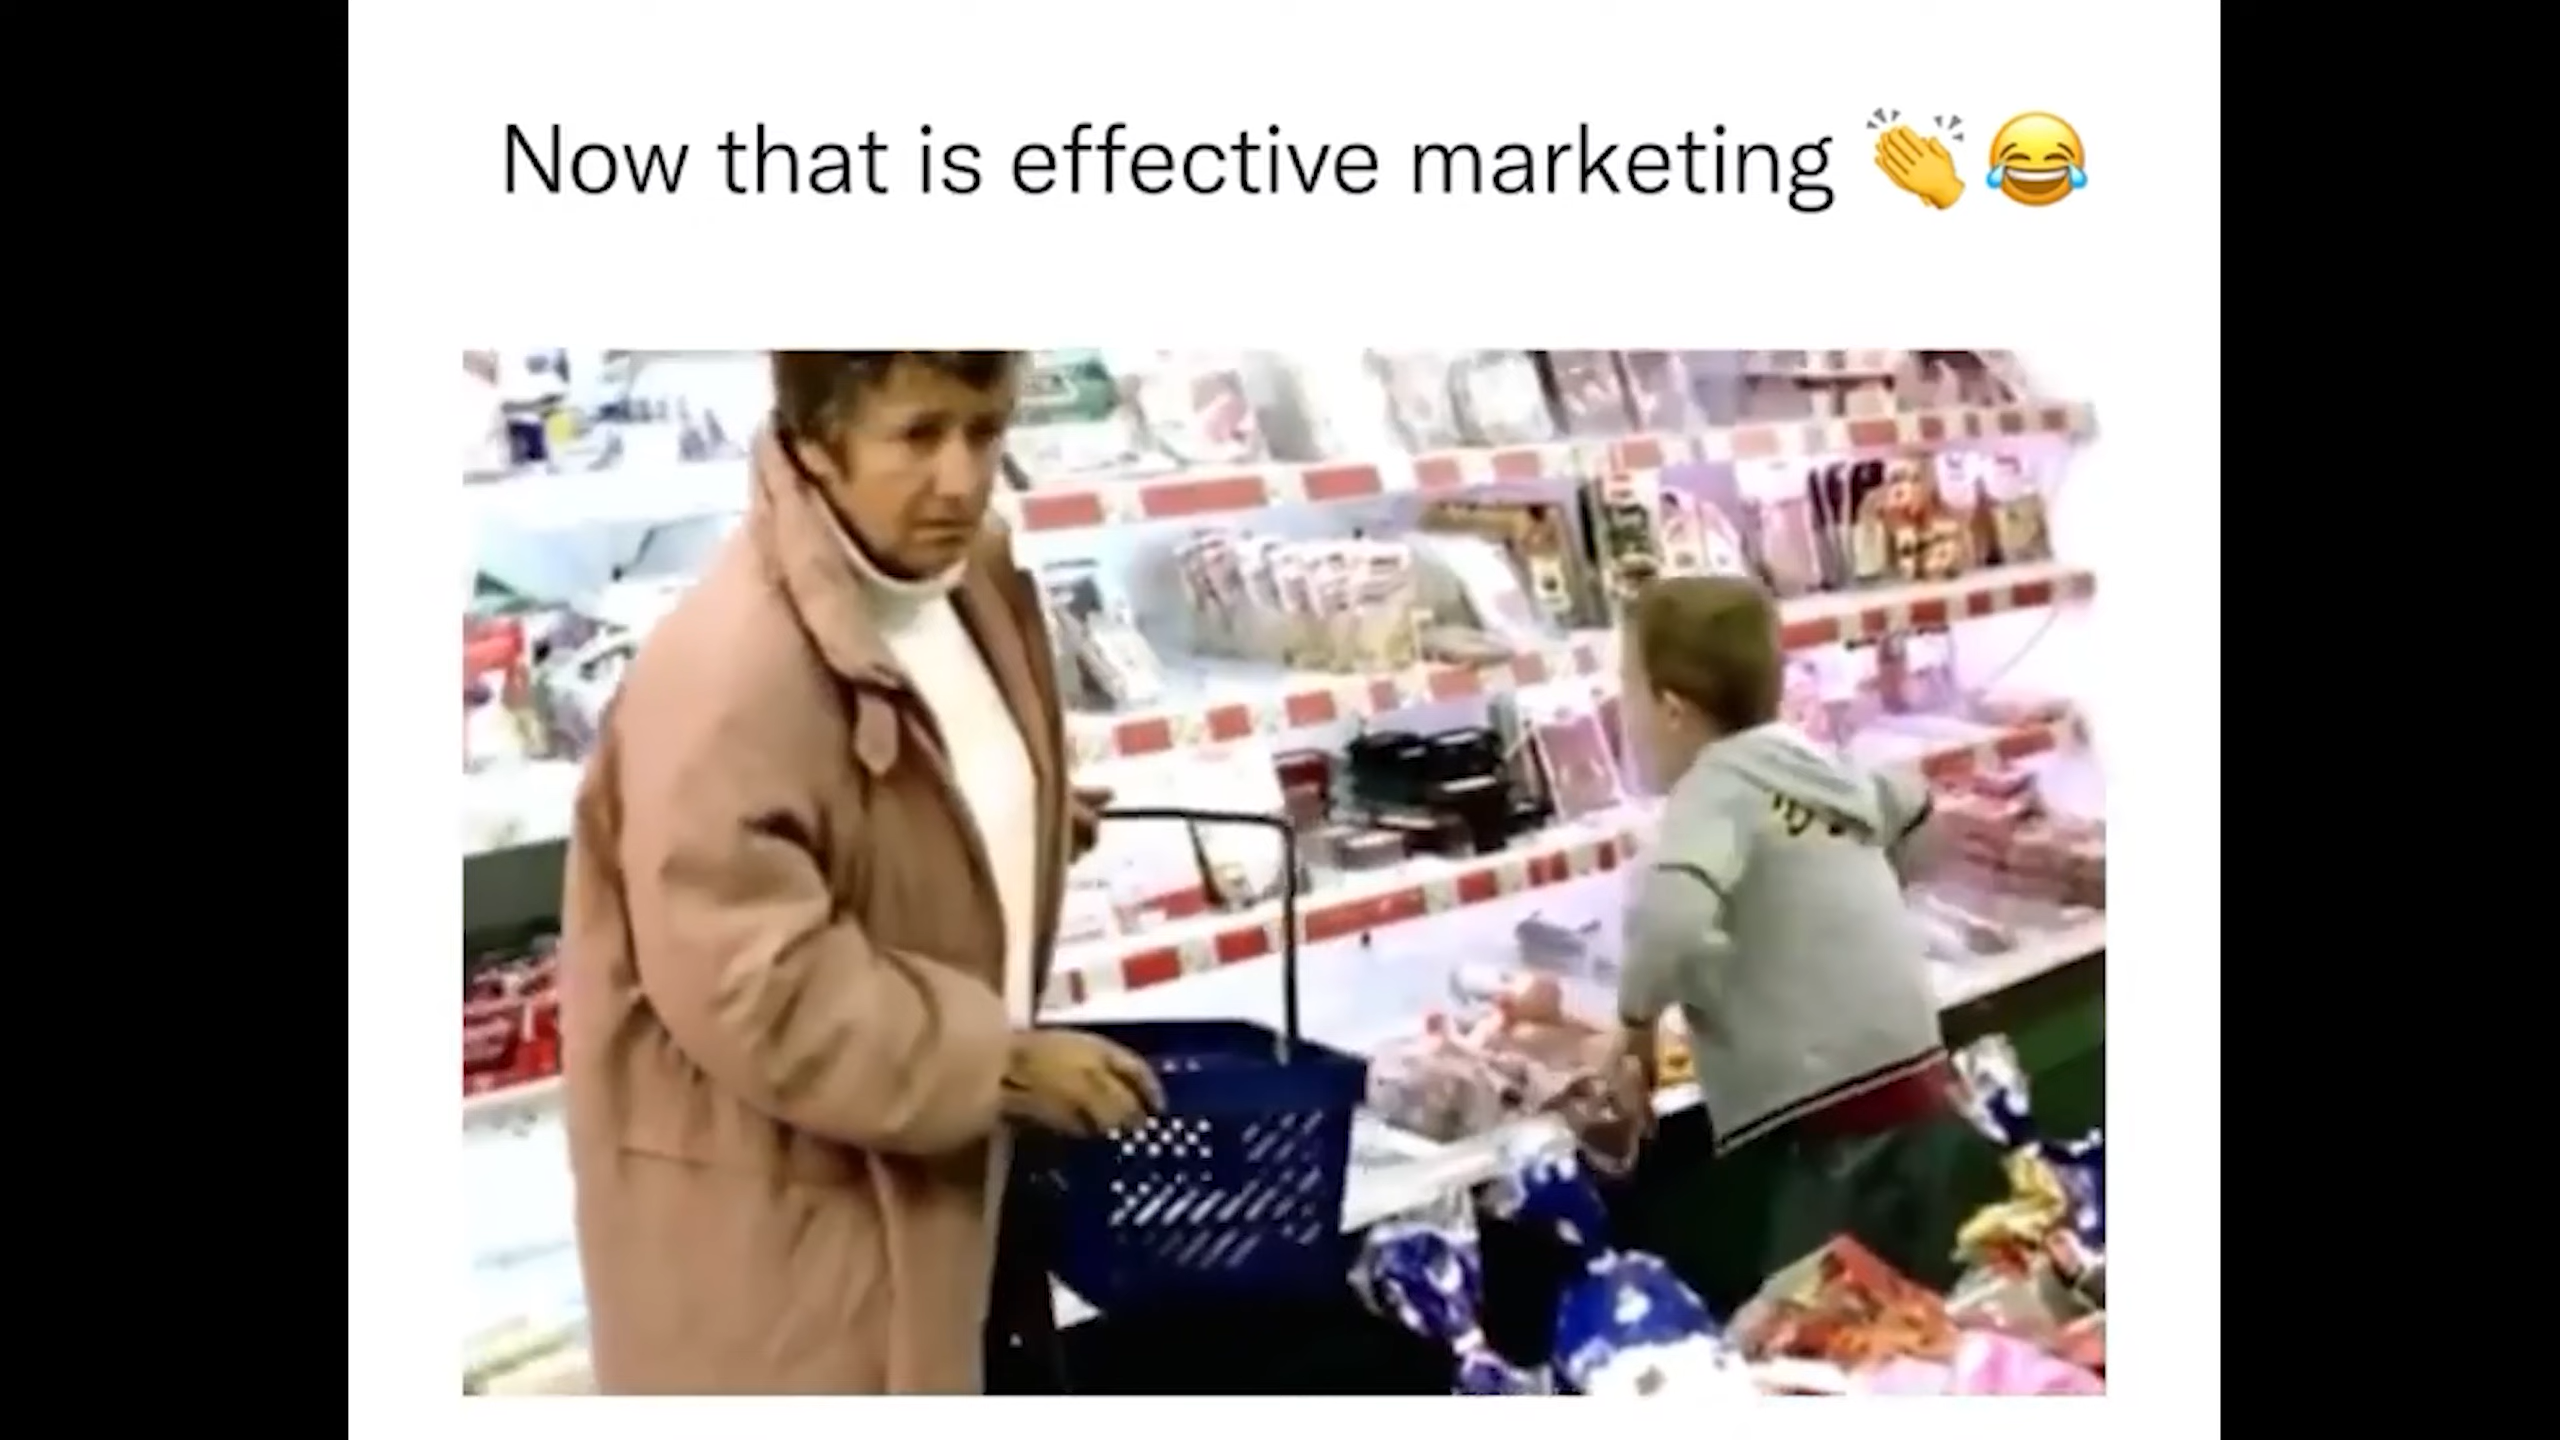 Now that is effective marketing 👏😂